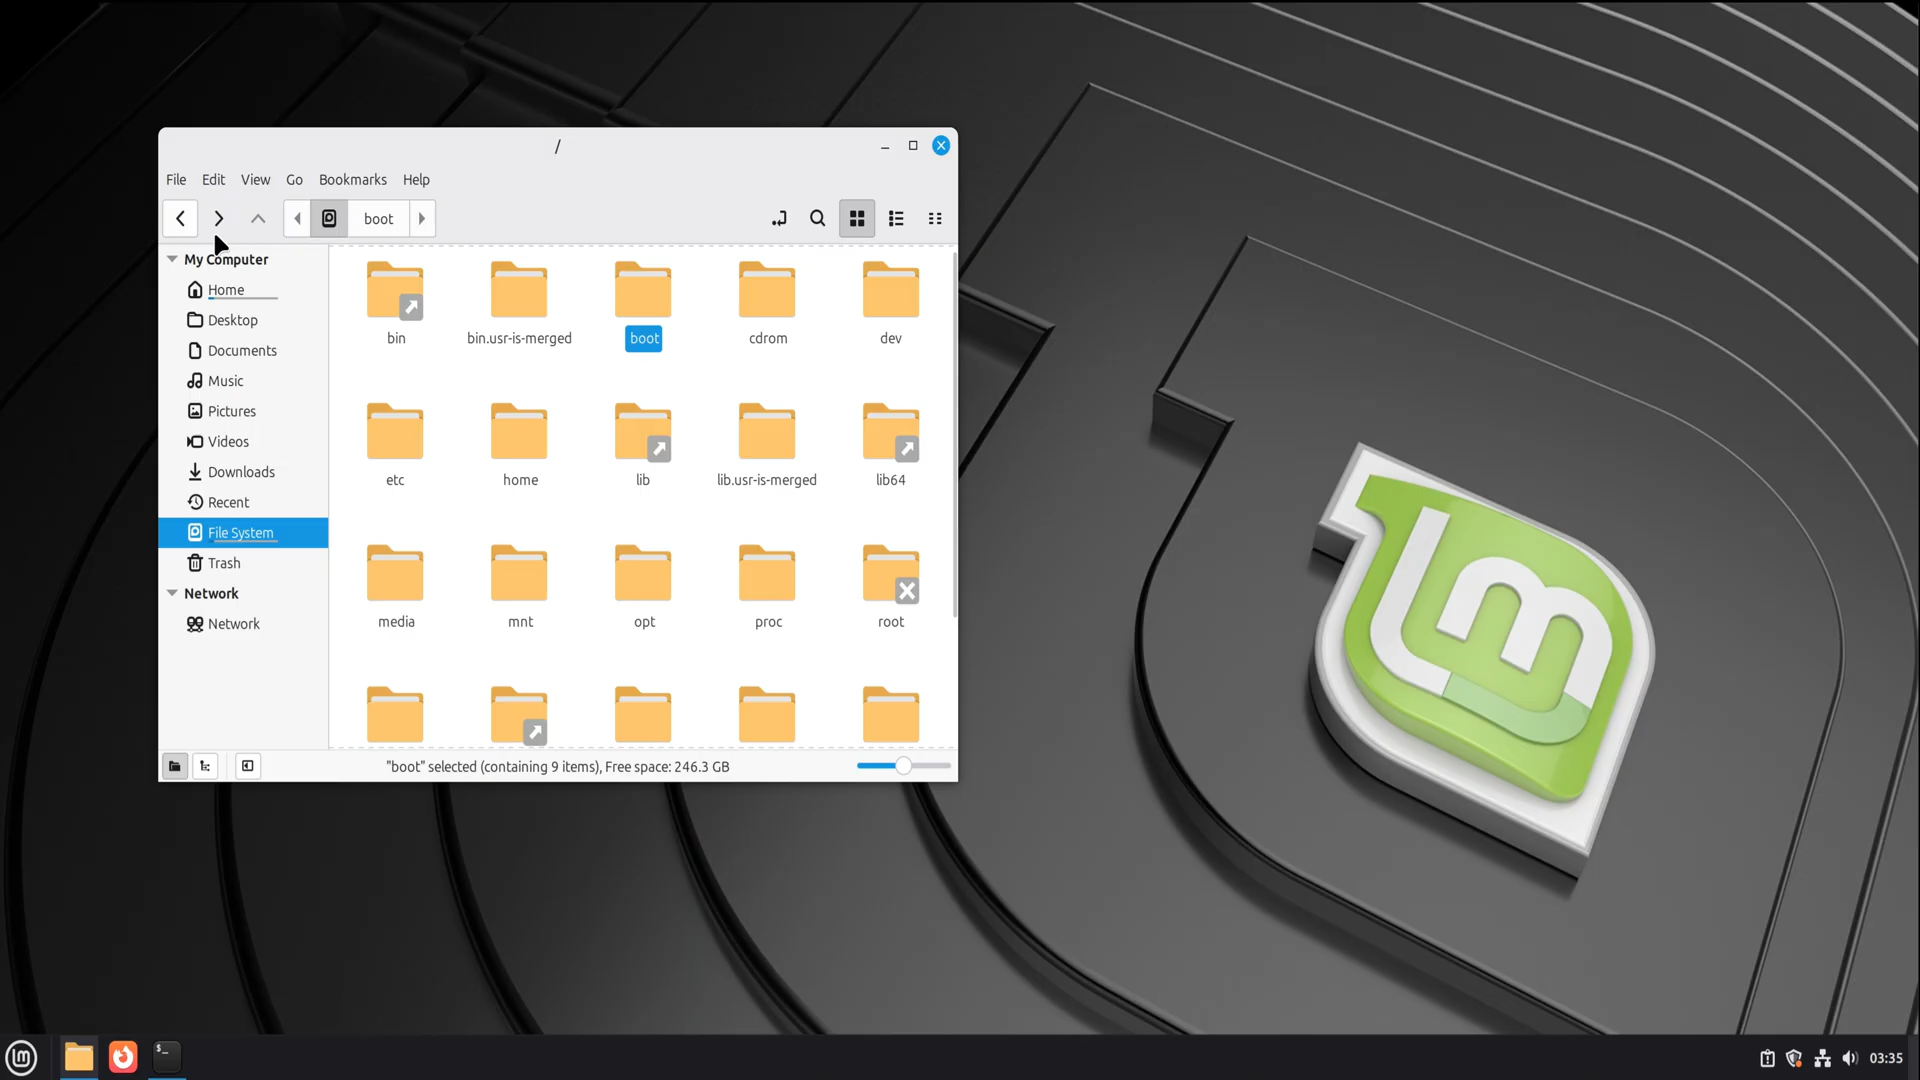 /
File Edit View Go Bookmarks Help
boot
My Computer
Home
Desktop
Documents
Music
Pictures
Videos
Downloads
Recent
File System
Trash
Network
Network
bin bin.usr-is-merged boot cdrom dev
etc home lib lib.usr-is-merged lib64
media mnt opt proc root
"boot" selected (containing 9 items), Free space: 246.3 GB
lm
$_
03:35